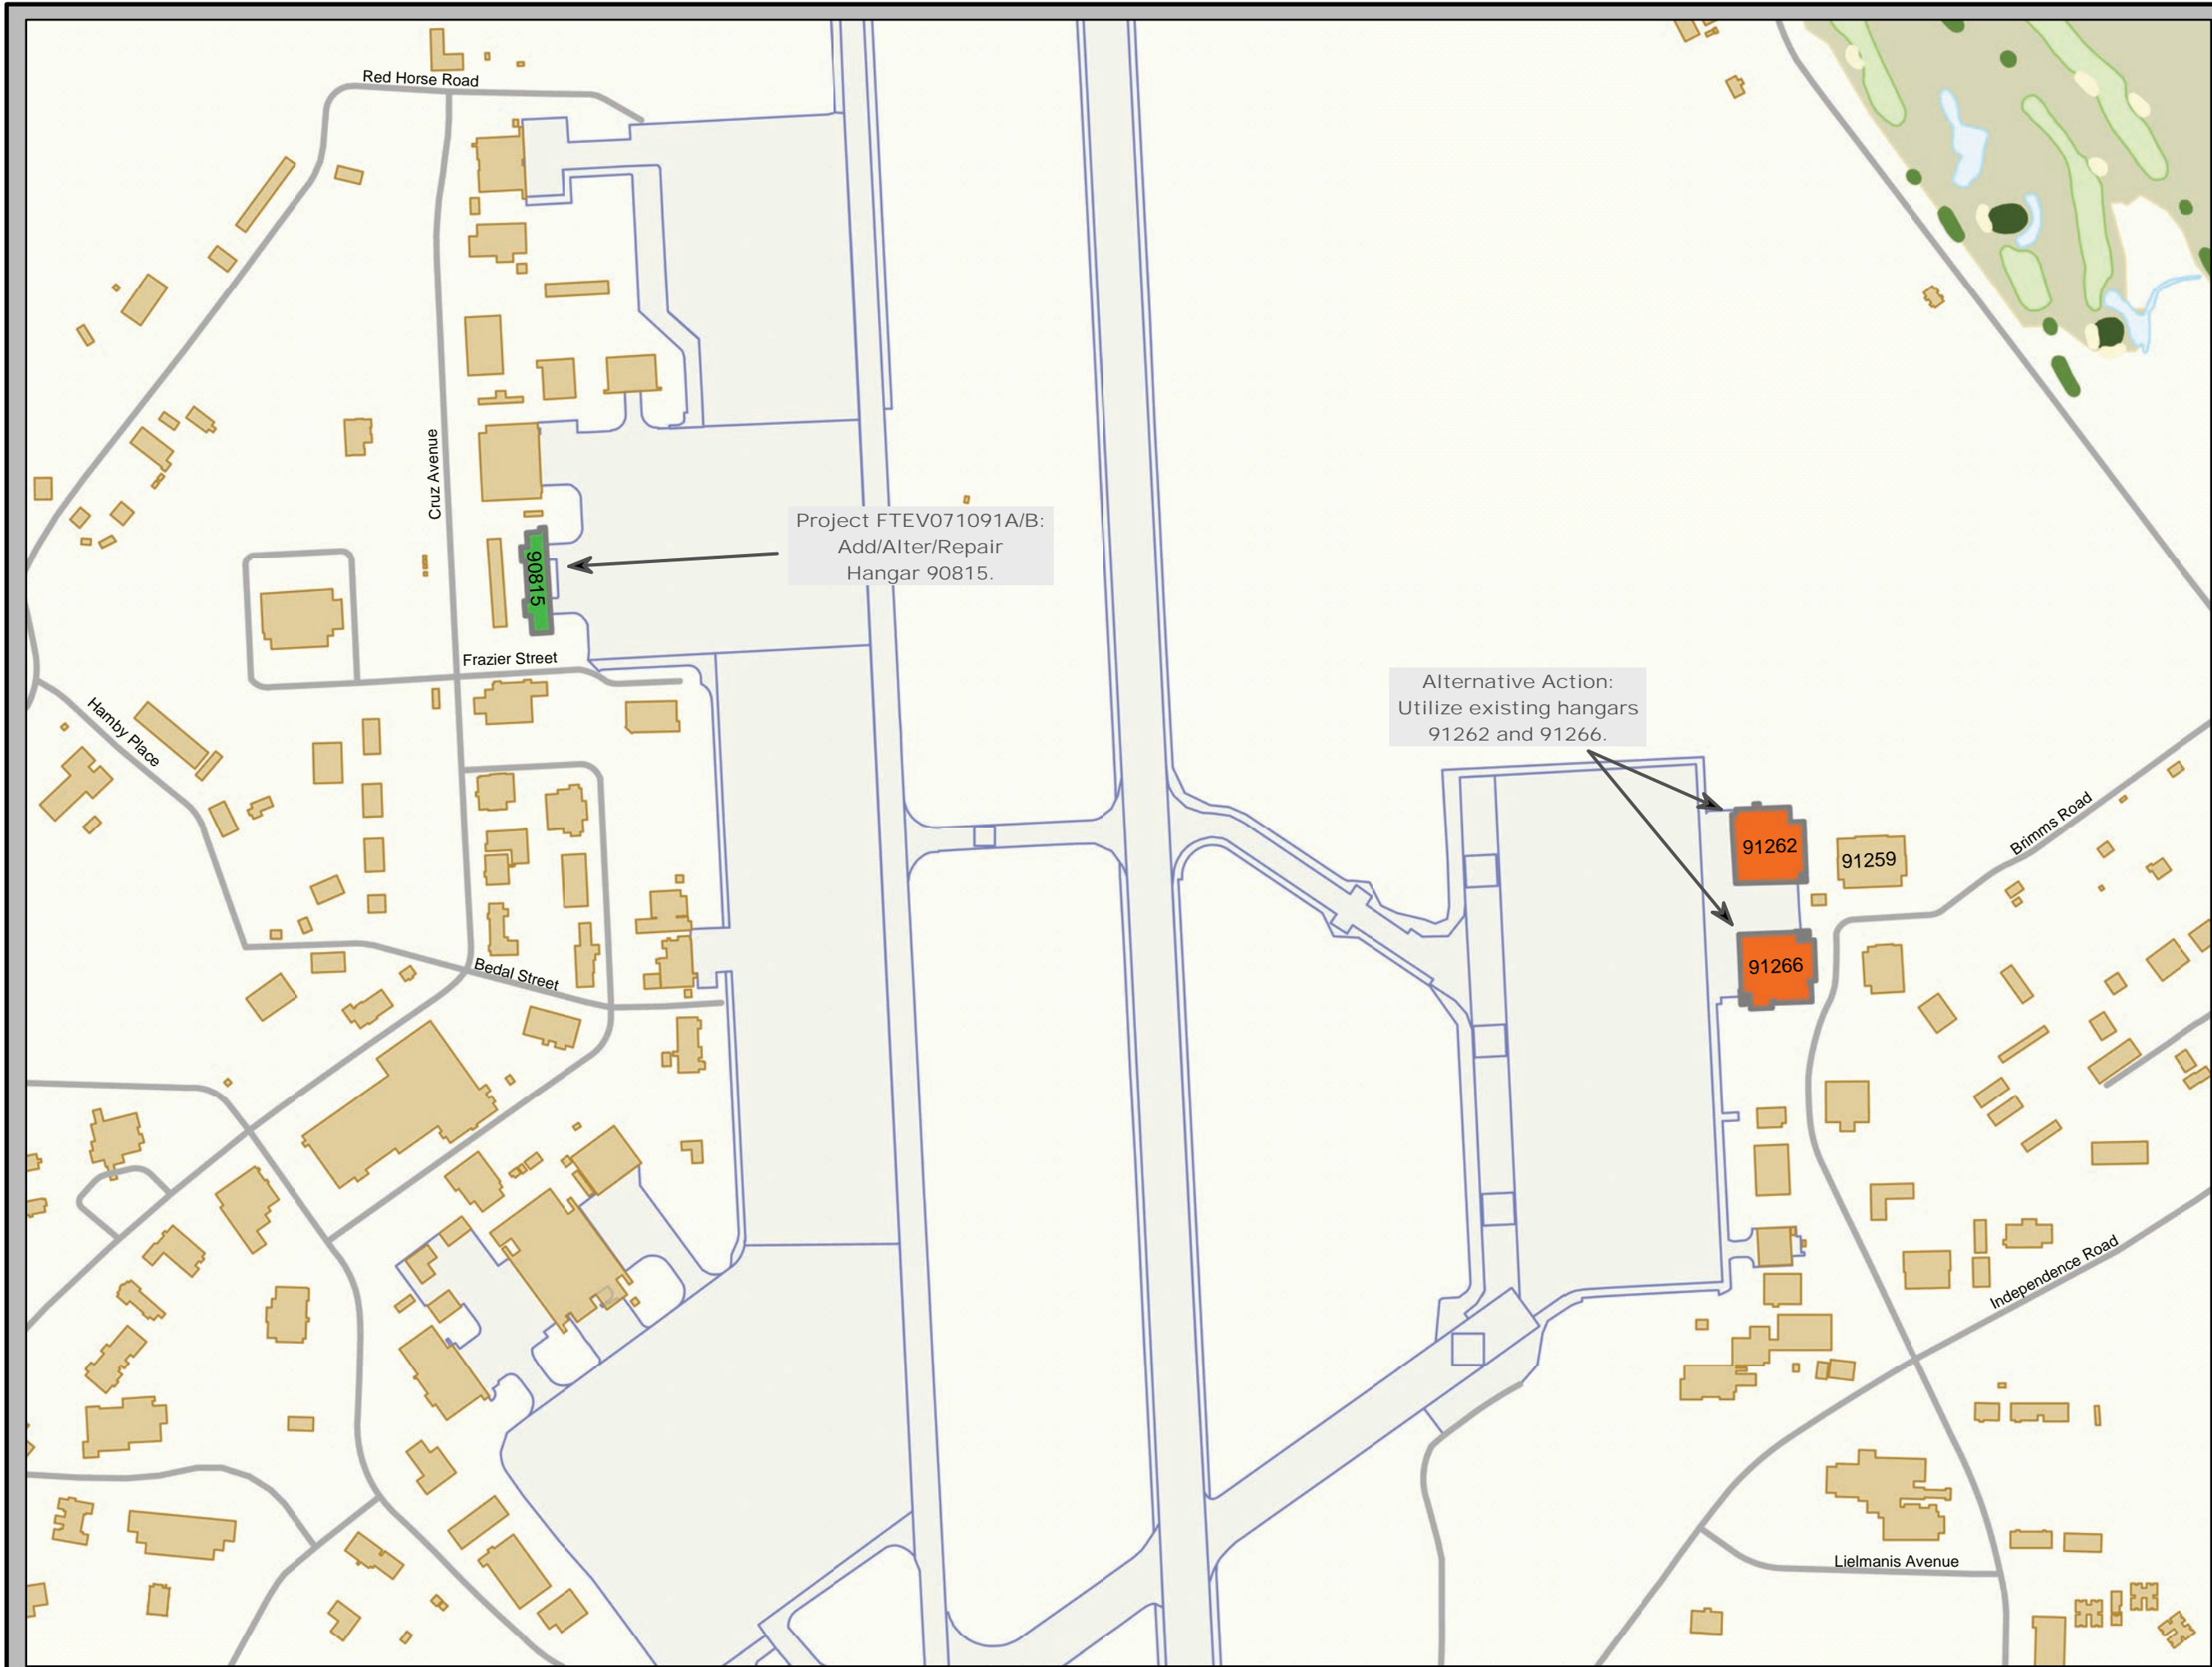 Red Horse Road
Cruz Avenue
Project FTEV071091A/B:
Add/Alter/Repair
Hangar 90815.
90815
Frazier Street
Alternative Action:
Utilize existing hangars
91262 and 91266.
Hamby Place
91262
91259
Brimms Road
91266
Bedal Street
Independence Road
Lielmanis Avenue